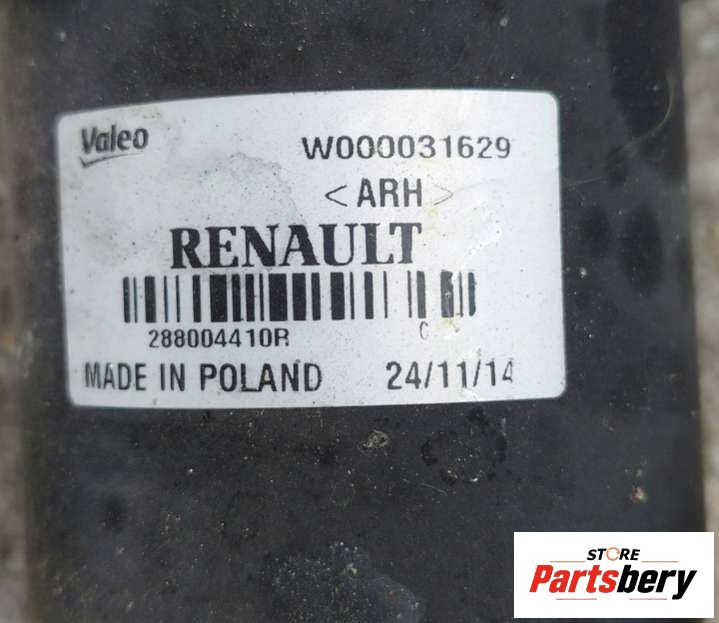 Valeo
W000031629
<ARH>
RENAULT
288004410R
C
MADE IN POLAND 24/11/14
STORE
Partsbery